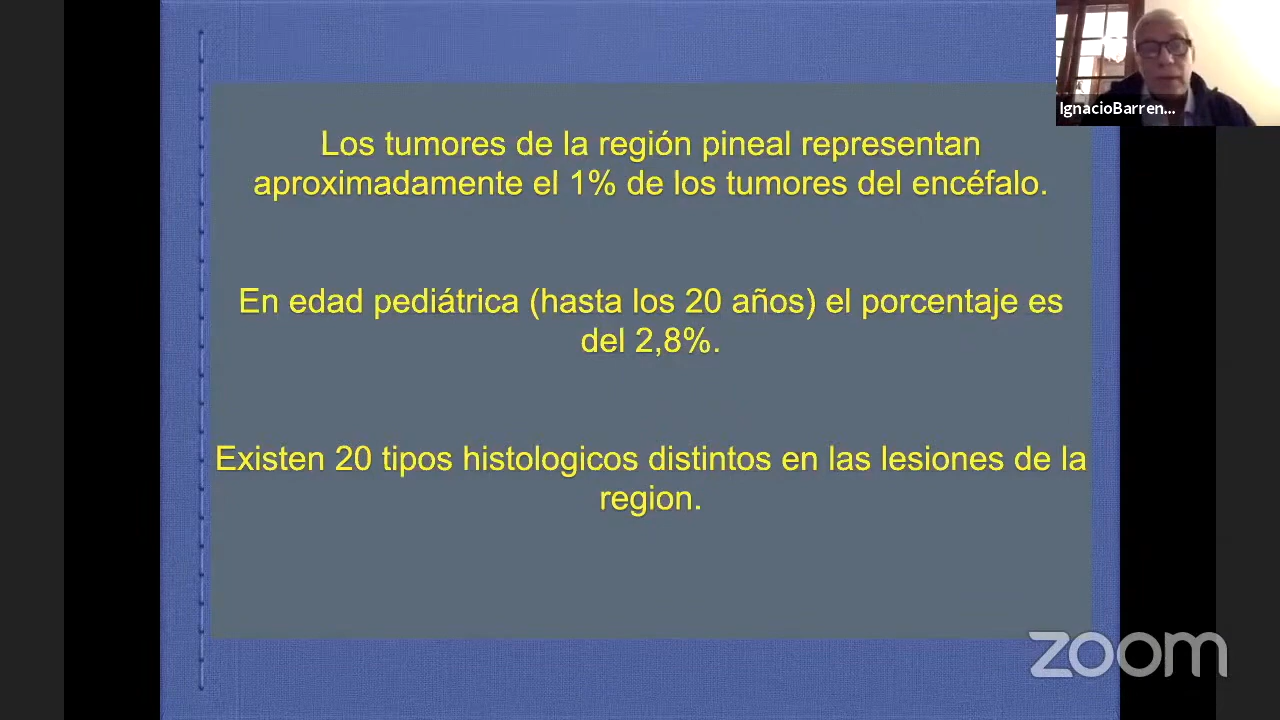 IgnacioBarren...
Los tumores de la región pineal representan
aproximadamente el 1% de los tumores del encéfalo.
En edad pediátrica (hasta los 20 años) el porcentaje es
del 2,8%.
Existen 20 tipos histologicos distintos en las lesiones de la
region.
zoom